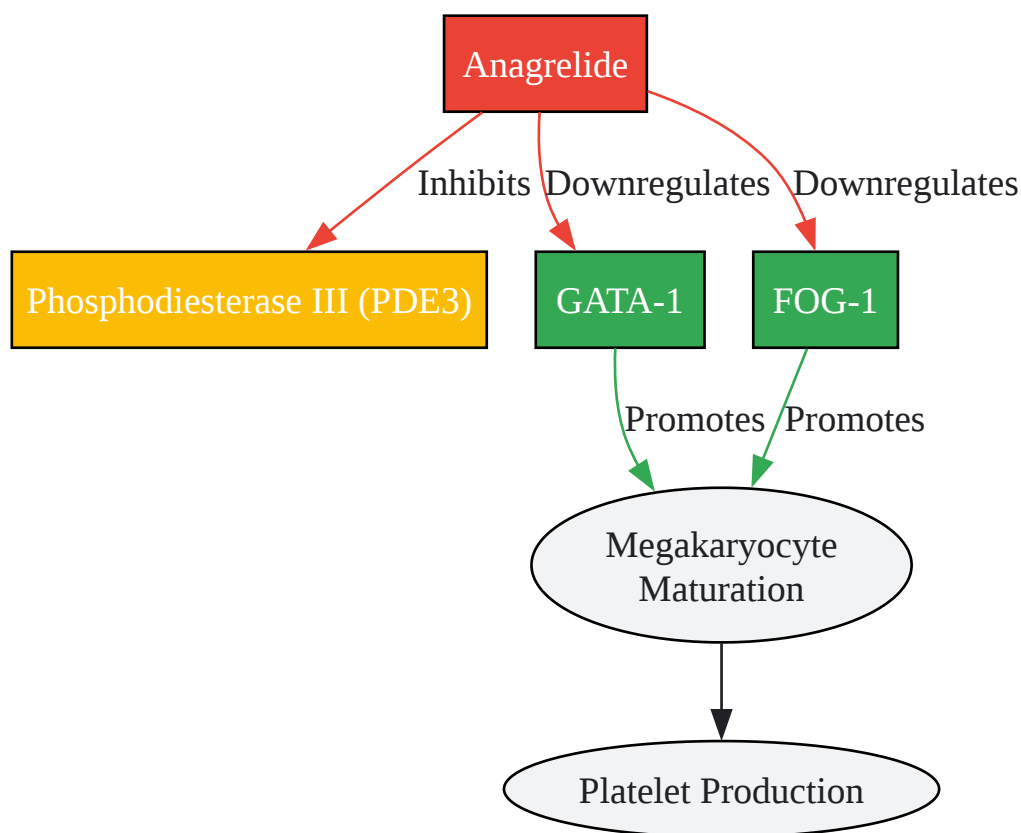 Anagrelide
Inhibits
Downregulates
Downregulates
Phosphodiesterase III (PDE3)
GATA-1
FOG-1
Promotes
Promotes
Megakaryocyte
Maturation
Platelet Production